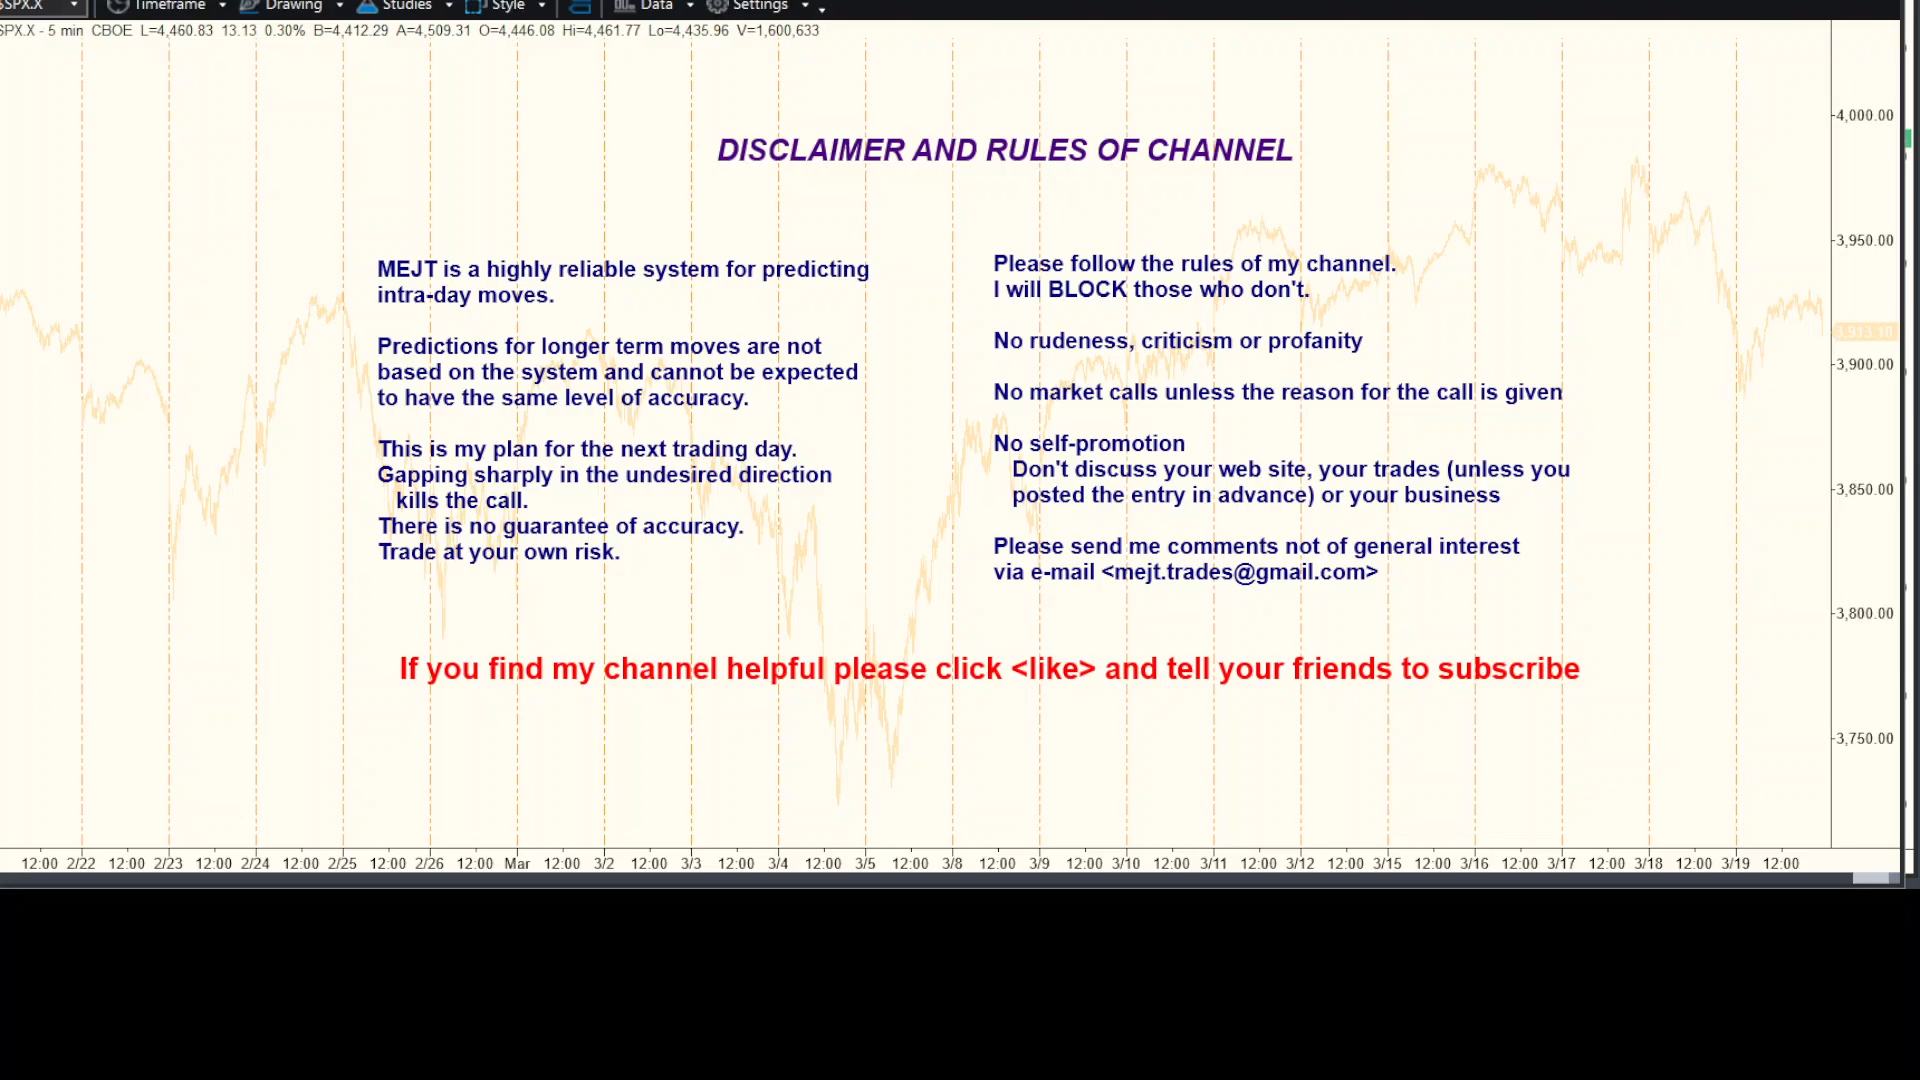 SPX.X Timeframe Drawing Studies Style Data Settings
SPX.X - 5 min CBOE L=4,460.83 13.13 0.30% B=4,412.29 A=4,509.31 O=4,446.08 Hi=4,461.77 Lo=4,435.96 V=1,600,633
DISCLAIMER AND RULES OF CHANNEL
MEJT is a highly reliable system for predicting
intra-day moves.
Predictions for longer term moves are not
based on the system and cannot be expected
to have the same level of accuracy.
This is my plan for the next trading day.
Gapping sharply in the undesired direction
kills the call.
There is no guarantee of accuracy.
Trade at your own risk.
Please follow the rules of my channel.
I will BLOCK those who don't.
No rudeness, criticism or profanity
No market calls unless the reason for the call is given
No self-promotion
Don't discuss your web site, your trades (unless you
posted the entry in advance) or your business
Please send me comments not of general interest
via e-mail <mejt.trades@gmail.com>
If you find my channel helpful please click <like> and tell your friends to subscribe
4,000.00
3,950.00
3,913.10
3,900.00
3,850.00
3,800.00
3,750.00
12:00 2/22 12:00 2/23 12:00 2/24 12:00 2/25 12:00 2/26 12:00 Mar 12:00 3/2 12:00 3/3 12:00 3/4 12:00 3/5 12:00 3/8 12:00 3/9 12:00 3/10 12:00 3/11 12:00 3/12 12:00 3/15 12:00 3/16 12:00 3/17 12:00 3/18 12:00 3/19 12:00